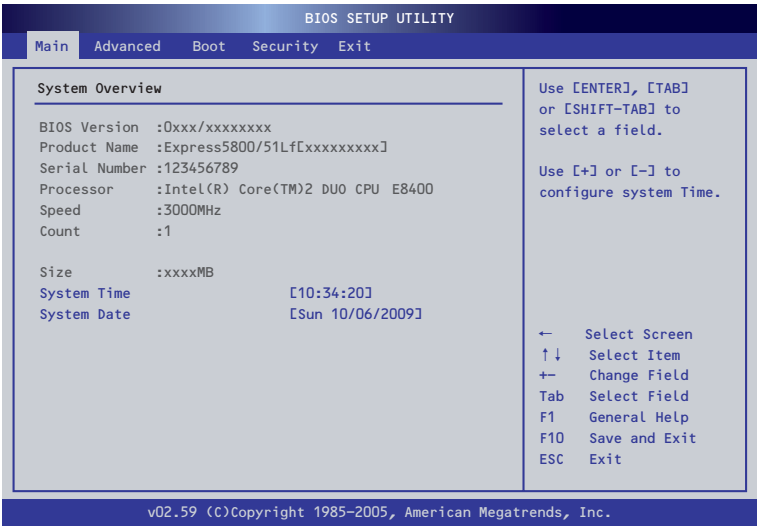 BIOS SETUP UTILITY
Main Advanced Boot Security Exit
System Overview
BIOS Version :0xxx/xxxxxxxx
Product Name :Express5800/51Lf[xxxxxxxxx]
Serial Number :123456789
Processor :Intel(R) Core(TM)2 DUO CPU E8400
Speed :3000MHz
Count :1
Size :xxxxMB
System Time [10:34:20]
System Date [Sun 10/06/2009]
Use [ENTER], [TAB]
or [SHIFT-TAB] to
select a field.
Use [+] or [-] to
configure system Time.
← Select Screen
↑↓ Select Item
+- Change Field
Tab Select Field
F1 General Help
F10 Save and Exit
ESC Exit
v02.59 (C)Copyright 1985-2005, American Megatrends, Inc.